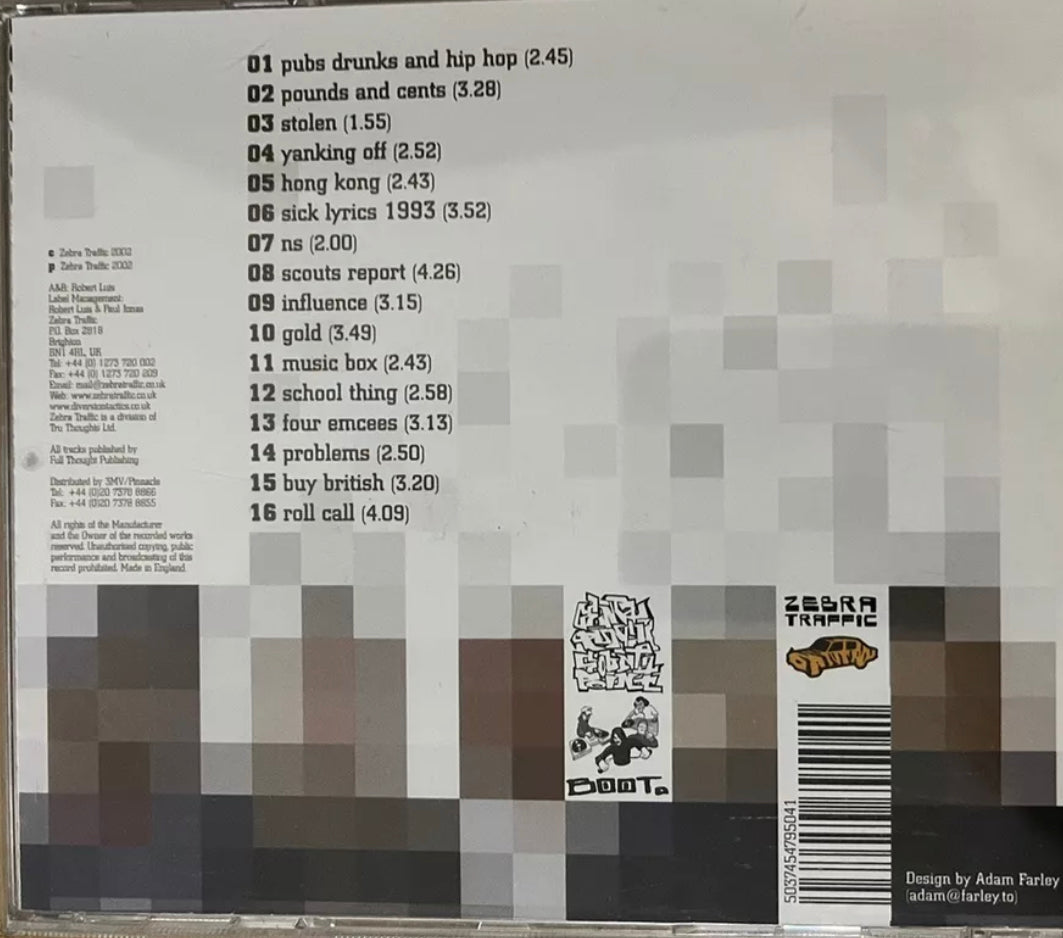 01 pubs drunks and hip hop (2.45)
02 pounds and cents (3.28)
03 stolen (1.55)
04 yanking off (2.52)
05 hong kong (2.43)
06 sick lyrics 1993 (3.52)
07 ns (2.00)
08 scouts report (4.26)
09 influence (3.15)
10 gold (3.49)
11 music box (2.43)
12 school thing (2.58)
13 four emcees (3.13)
14 problems (2.50)
15 buy british (3.20)
16 roll call (4.09)
c Zebra Traffic 2002
p Zebra Traffic 2002
A&R: Robert Luis
Label Management:
Robert Luis & Paul Jonas
Zebra Traffic
P.O. Box 2818
Brighton
BN1 4RL, UK
Tel: +44 (0) 1273 720 002
Fax: +44 (0) 1273 720 209
Email: mail@zebratraffic.co.uk
Web: www.zebratraffic.co.uk
www.diversiontactics.co.uk
Zebra Traffic is a division of
Tru Thoughts Ltd.
All tracks published by
Full Thought Publishing
Distributed by 3MV/Pinnacle
Tel: +44 (0)20 7378 8866
Fax: +44 (0)20 7378 8855
All rights of the Manufacturer
and the Owner of the recorded works
reserved. Unauthorised copying, public
performance and broadcasting of this
record prohibited. Made in England.
ZEBRA
TRAFFIC
5037454795041
Design by Adam Farley
(adam@farley.to)